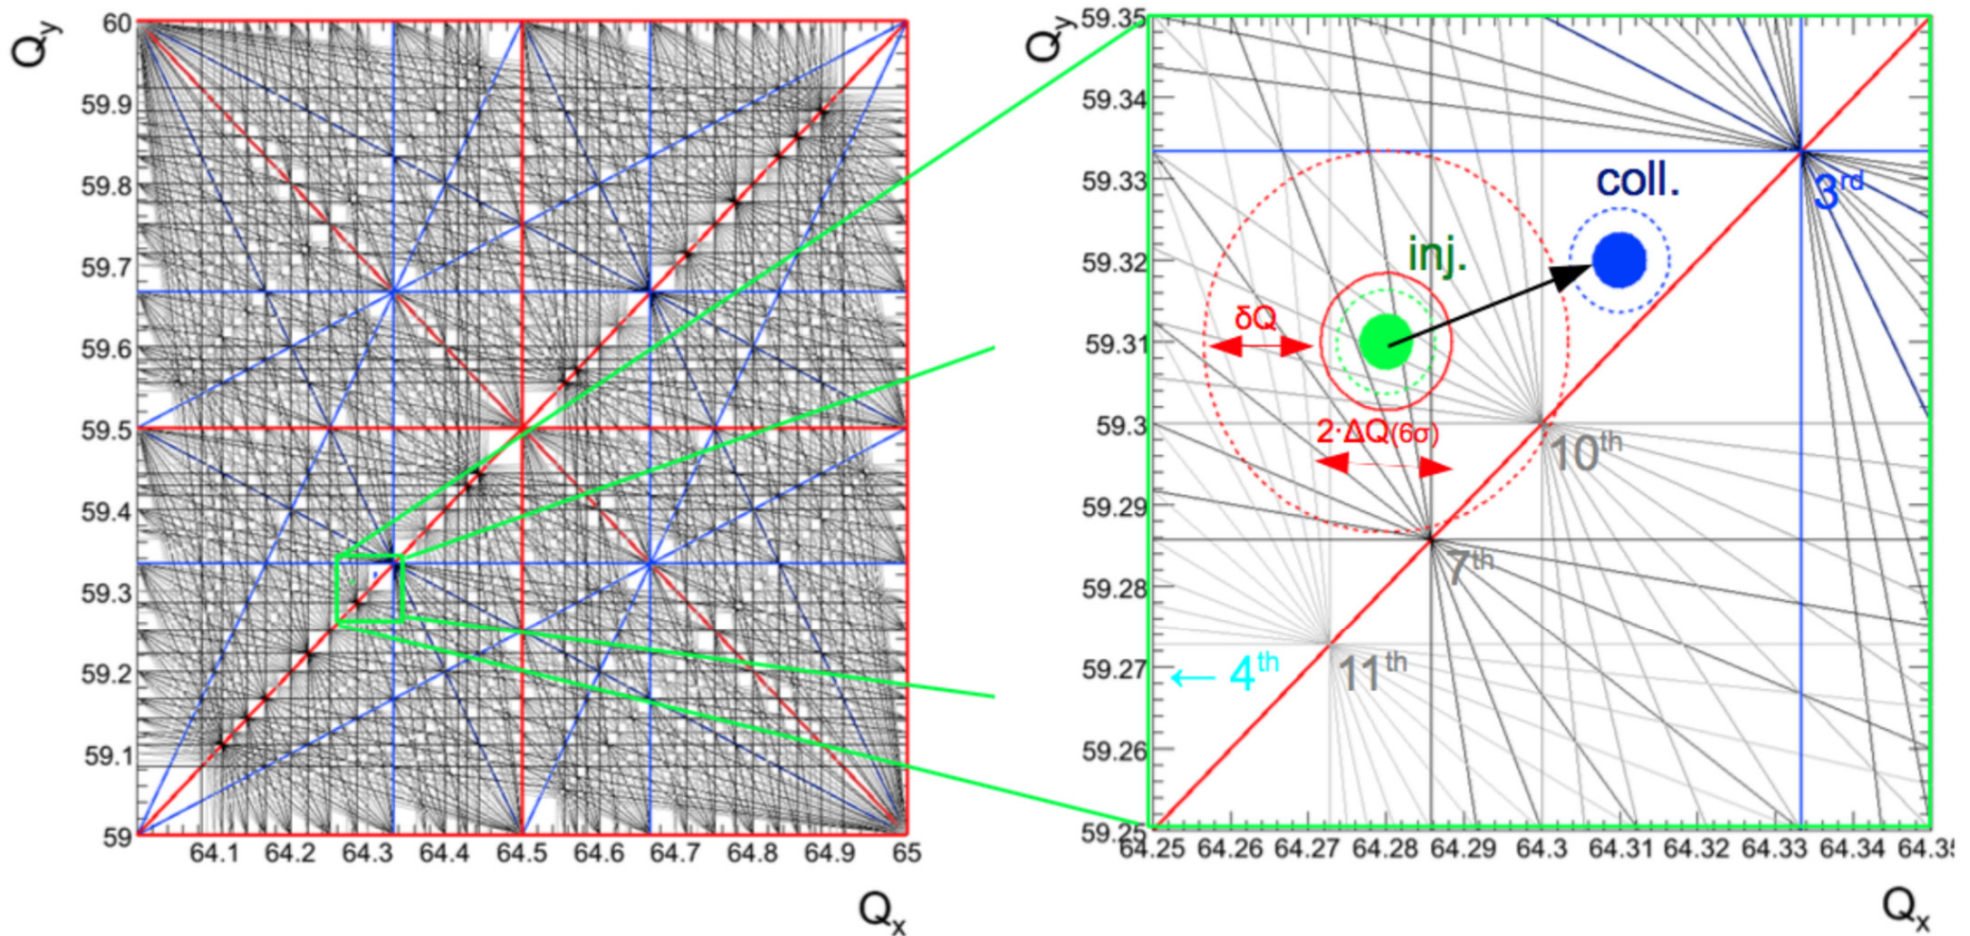 Qy
60
59.9
59.8
59.7
59.6
59.5
59.4
59.3
59.2
59.1
59
64.1 64.2 64.3 64.4 64.5 64.6 64.7 64.8 64.9 65
Qx
Qy
59.35
59.34
59.33
59.32
59.31
59.3
59.29
59.28
59.27
59.26
59.25
coll.
3rd
inj.
δQ
2·ΔQ(6σ)
10th
7th
← 4th
11th
64.25 64.26 64.27 64.28 64.29 64.3 64.31 64.32 64.33 64.34 64.35
Qx